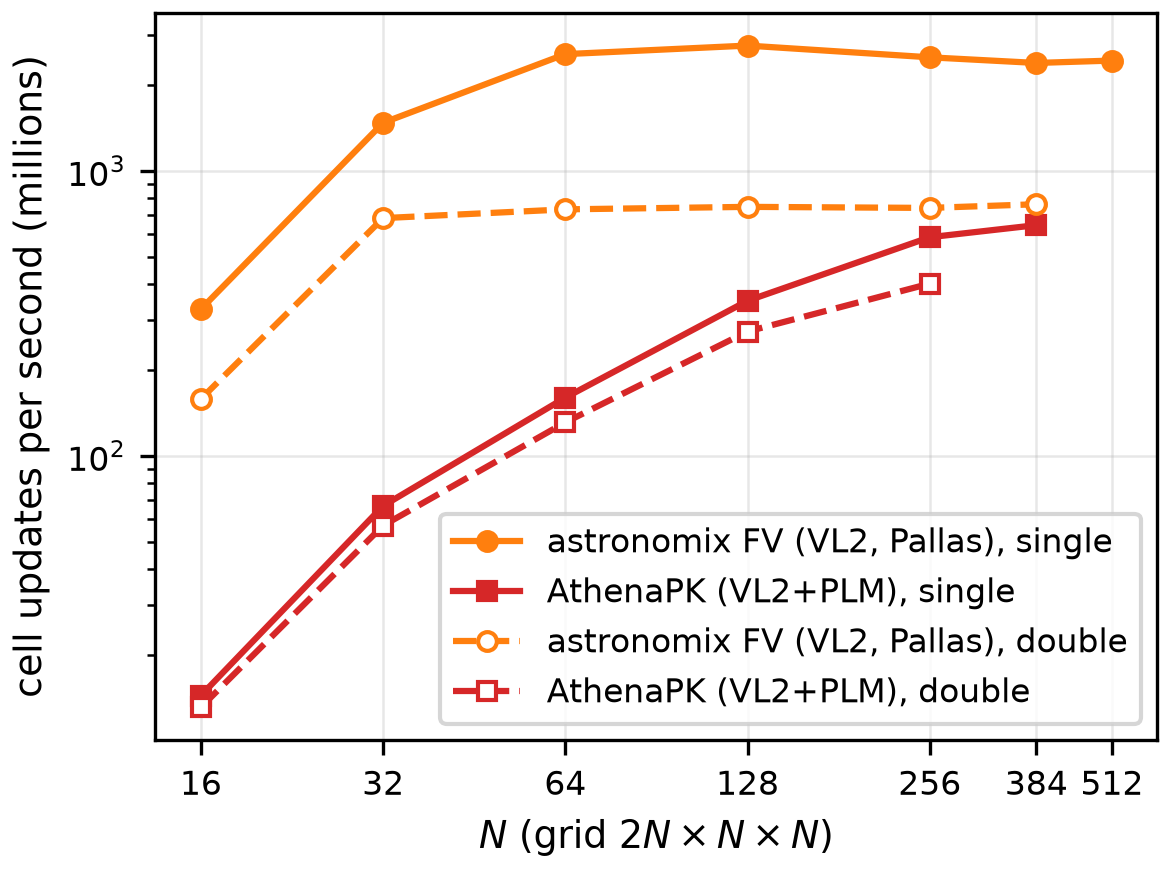 cell updates per second (millions)
10³
10²
astronomix FV (VL2, Pallas), single
AthenaPK (VL2+PLM), single
astronomix FV (VL2, Pallas), double
AthenaPK (VL2+PLM), double
16 32 64 128 256 384 512
N (grid 2N × N × N)